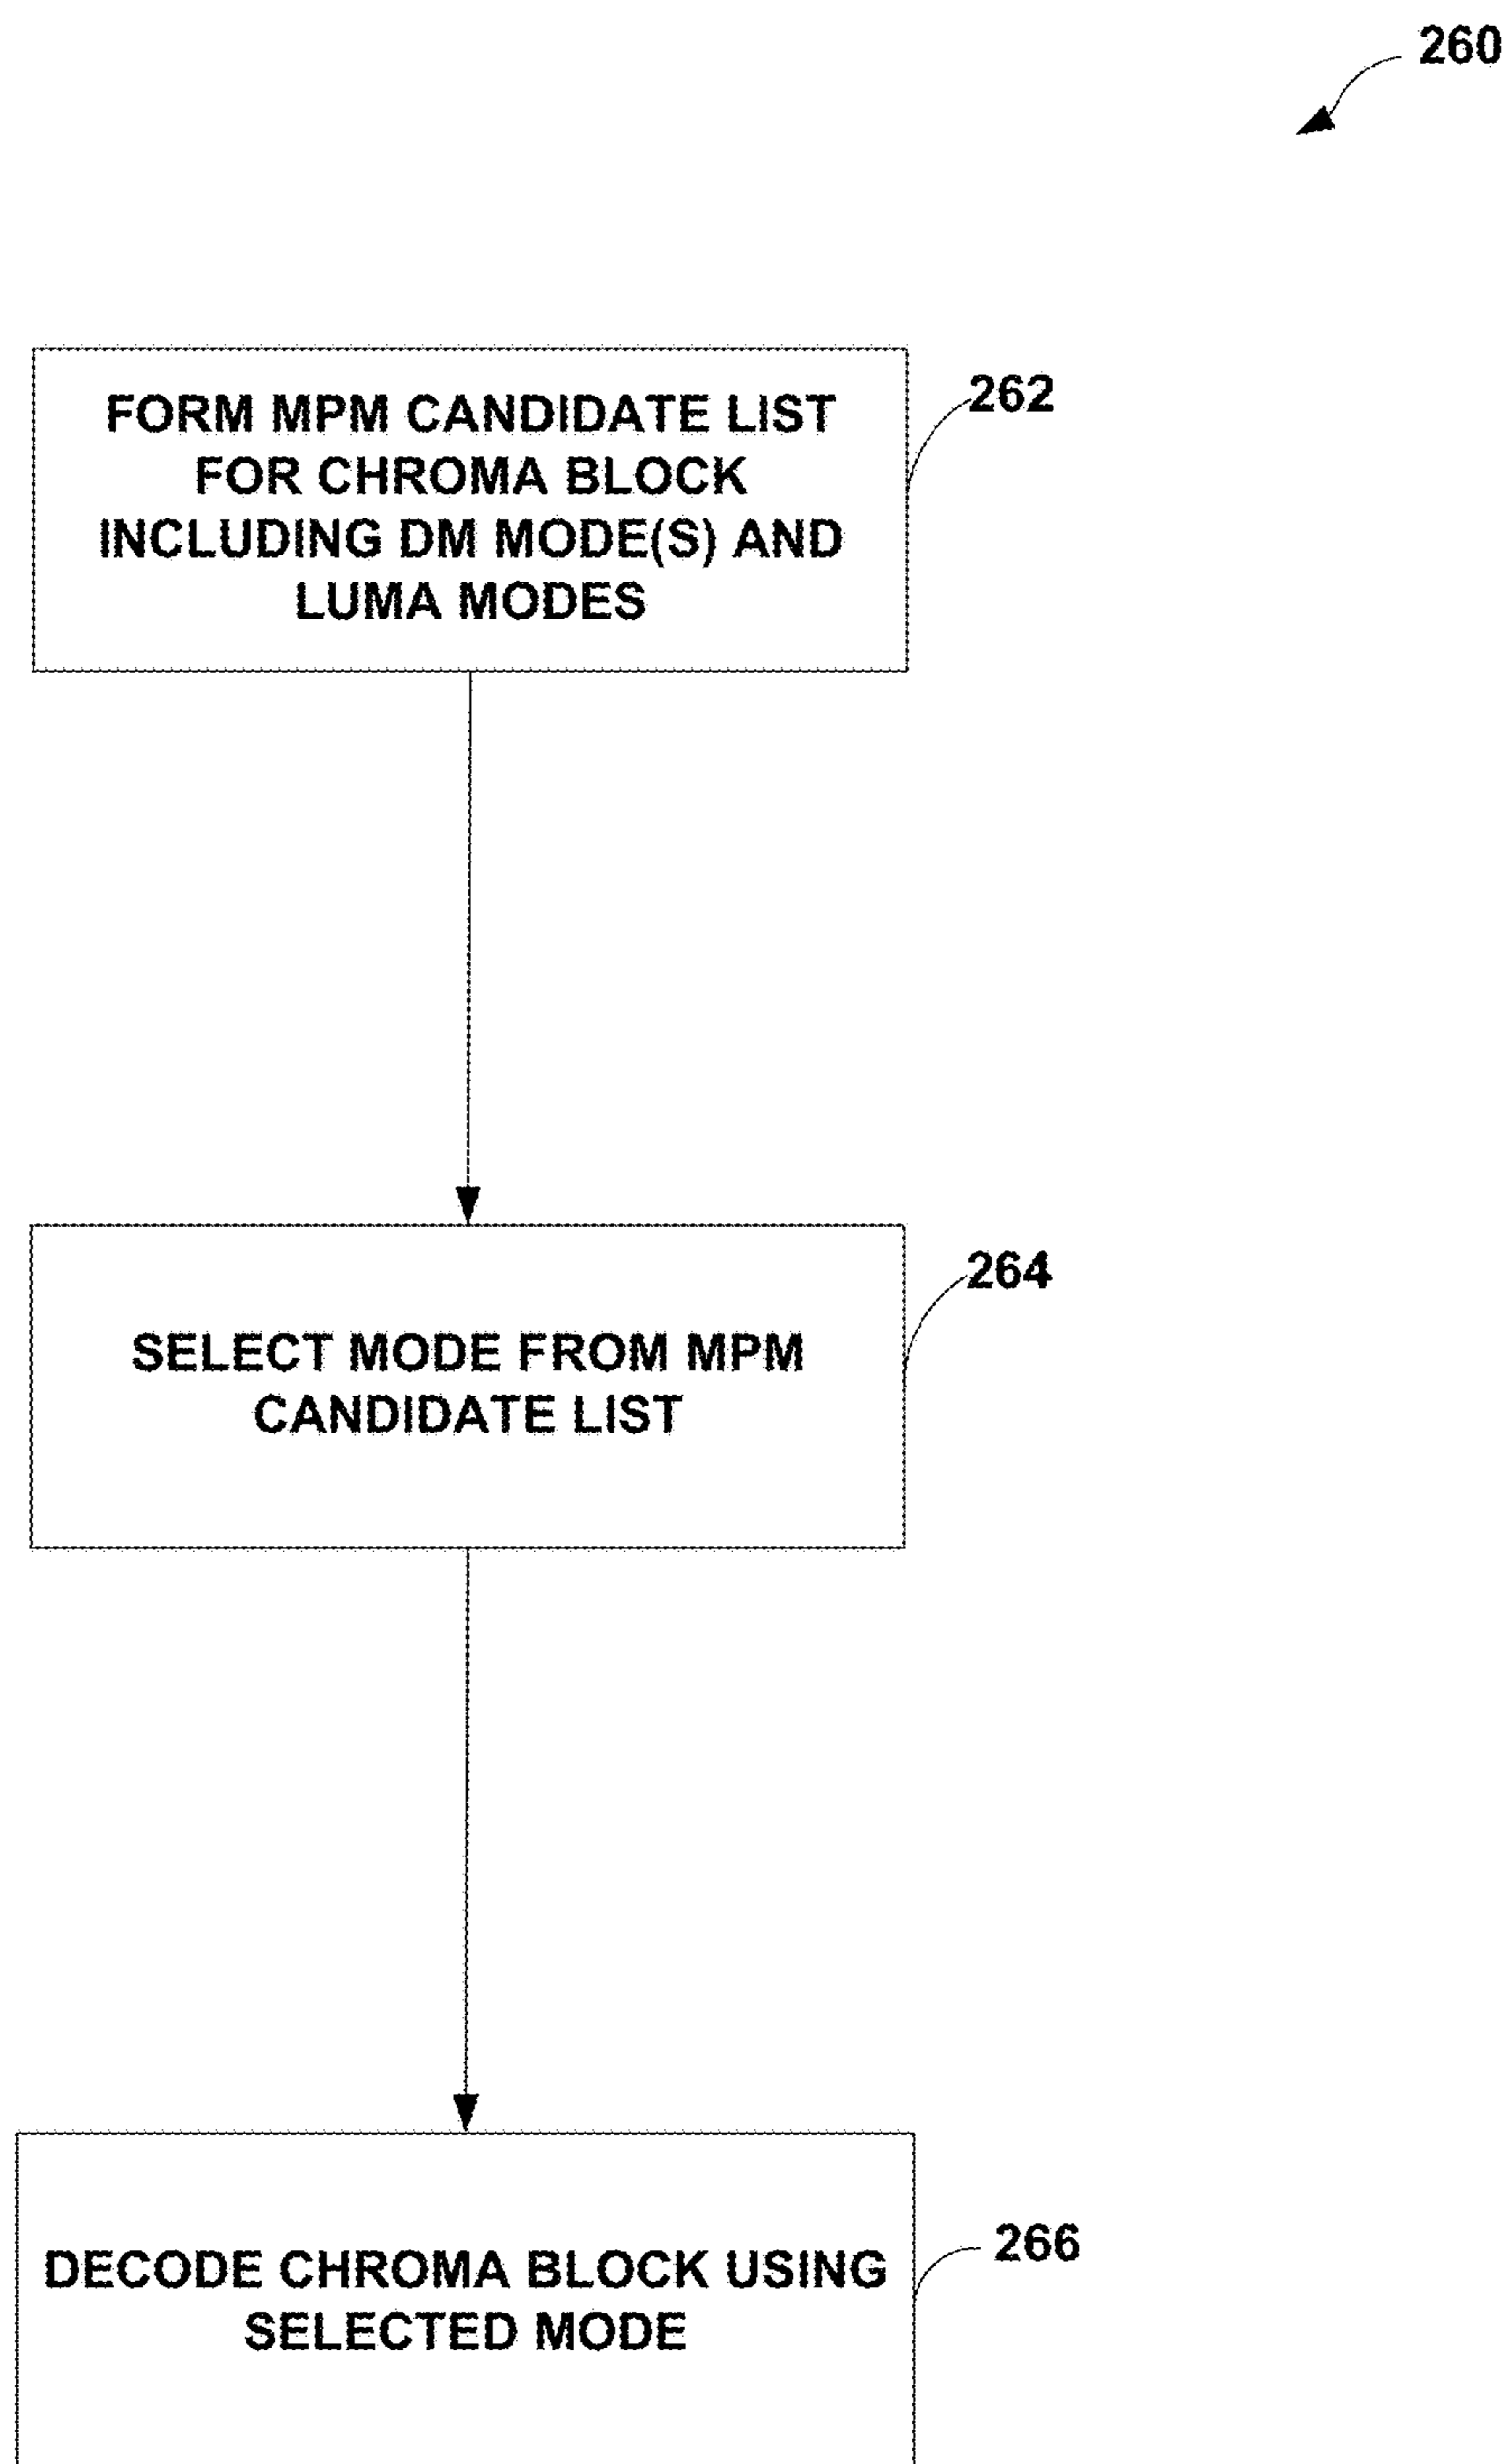 260
FORM MPM CANDIDATE LIST
FOR CHROMA BLOCK
INCLUDING DM MODE(S) AND
LUMA MODES
262
SELECT MODE FROM MPM
CANDIDATE LIST
264
DECODE CHROMA BLOCK USING
SELECTED MODE
266